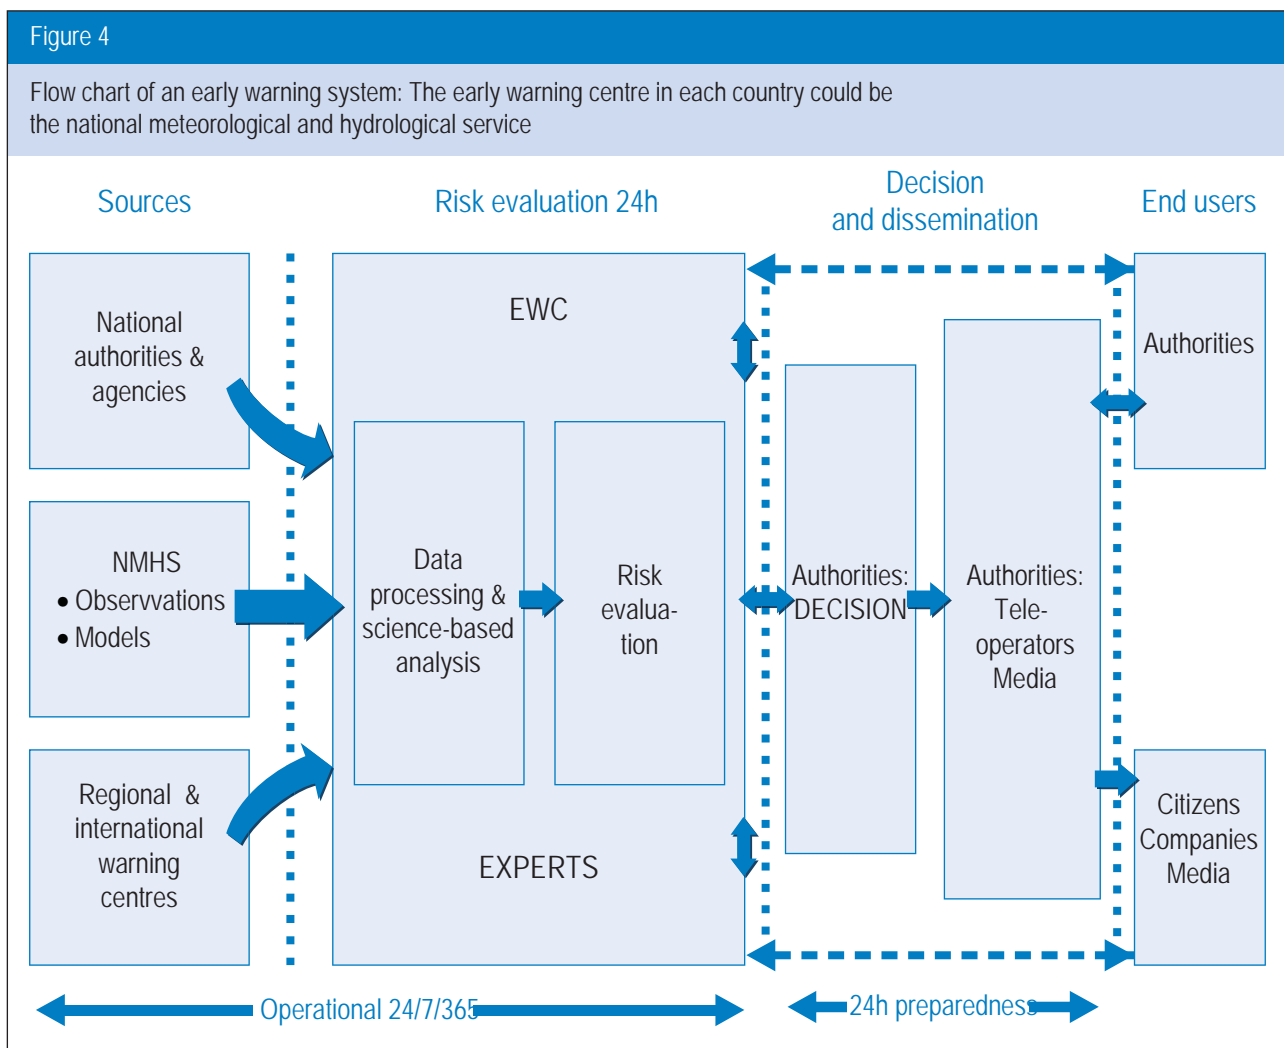 Figure 4
Flow chart of an early warning system: The early warning centre in each country could be
the national meteorological and hydrological service
Sources
Risk evaluation 24h
Decision
and dissemination
End users
National
authorities &
agencies
NMHS
• Observvations
• Models
Regional &
international
warning
centres
EWC
Data
processing &
science-based
analysis
Risk
evalua-
tion
EXPERTS
Authorities:
DECISION
Authorities:
Tele-
operators
Media
Authorities
Citizens
Companies
Media
Operational 24/7/365
24h preparedness